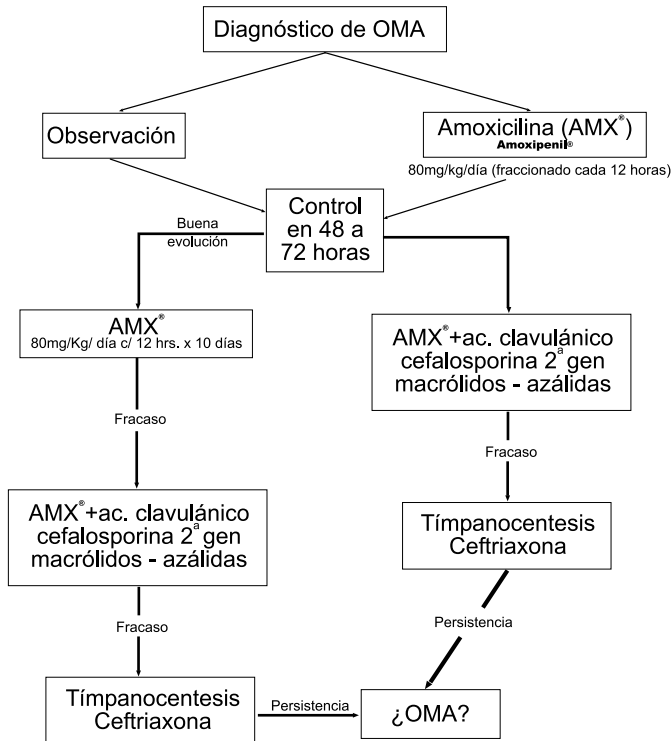 Diagnóstico de OMA
Observación
Amoxicilina (AMX®)
Amoxipenil®
80mg/kg/día (fraccionado cada 12 horas)
Control
en 48 a
72 horas
Buena
evolución
AMX®
80mg/Kg/ día c/ 12 hrs. x 10 días
AMX®+ac. clavulánico
cefalosporina 2ª gen
macrólidos - azálidas
Fracaso
Fracaso
AMX®+ac. clavulánico
cefalosporina 2ª gen
macrólidos - azálidas
Tímpanocentesis
Ceftriaxona
Fracaso
Persistencia
Tímpanocentesis
Ceftriaxona
Persistencia
¿OMA?